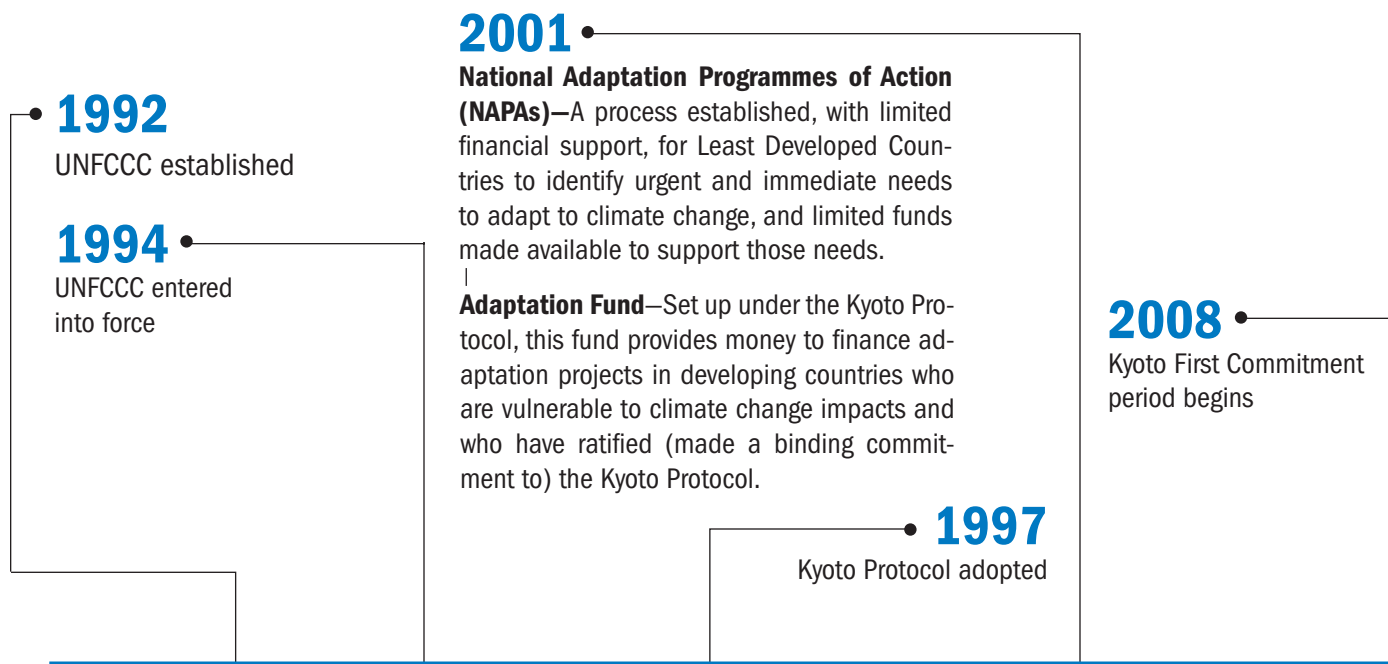 1992
UNFCCC established
1994
UNFCCC entered
into force
2001
National Adaptation Programmes of Action
(NAPAs)—A process established, with limited
financial support, for Least Developed Coun-
tries to identify urgent and immediate needs
to adapt to climate change, and limited funds
made available to support those needs.
Adaptation Fund—Set up under the Kyoto Pro-
tocol, this fund provides money to finance ad-
aptation projects in developing countries who
are vulnerable to climate change impacts and
who have ratified (made a binding commit-
ment to) the Kyoto Protocol.
1997
Kyoto Protocol adopted
2008
Kyoto First Commitment
period begins